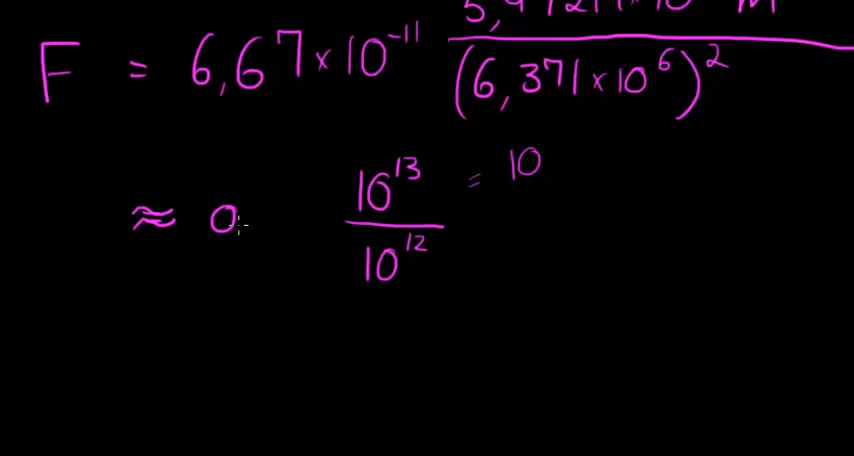 F = 6,67 × 10⁻¹¹
(6,371 × 10⁶)²
≈ 0 10¹³ / 10¹² = 10